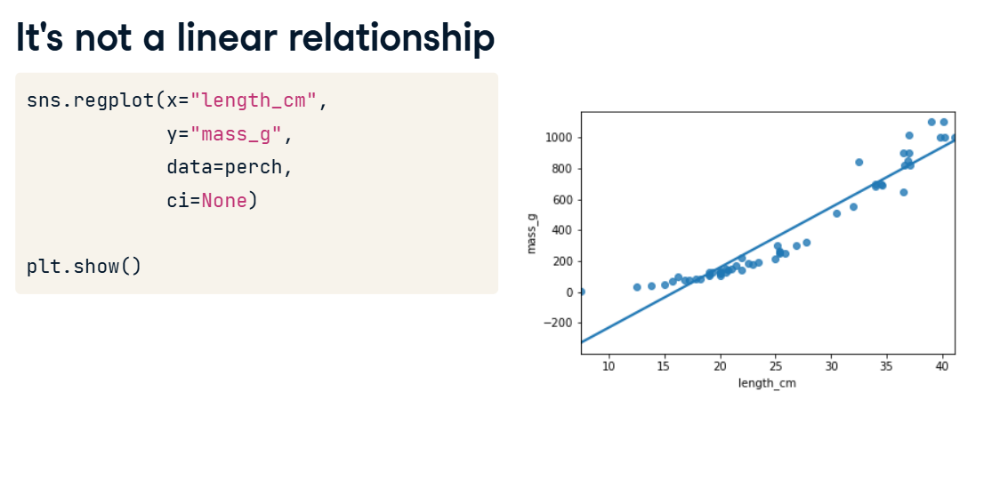 It's not a linear relationship
sns.regplot(x="length_cm",
            y="mass_g",
            data=perch,
            ci=None)
plt.show()
mass_g
1000
800
600
400
200
0
−200
10 15 20 25 30 35 40
length_cm